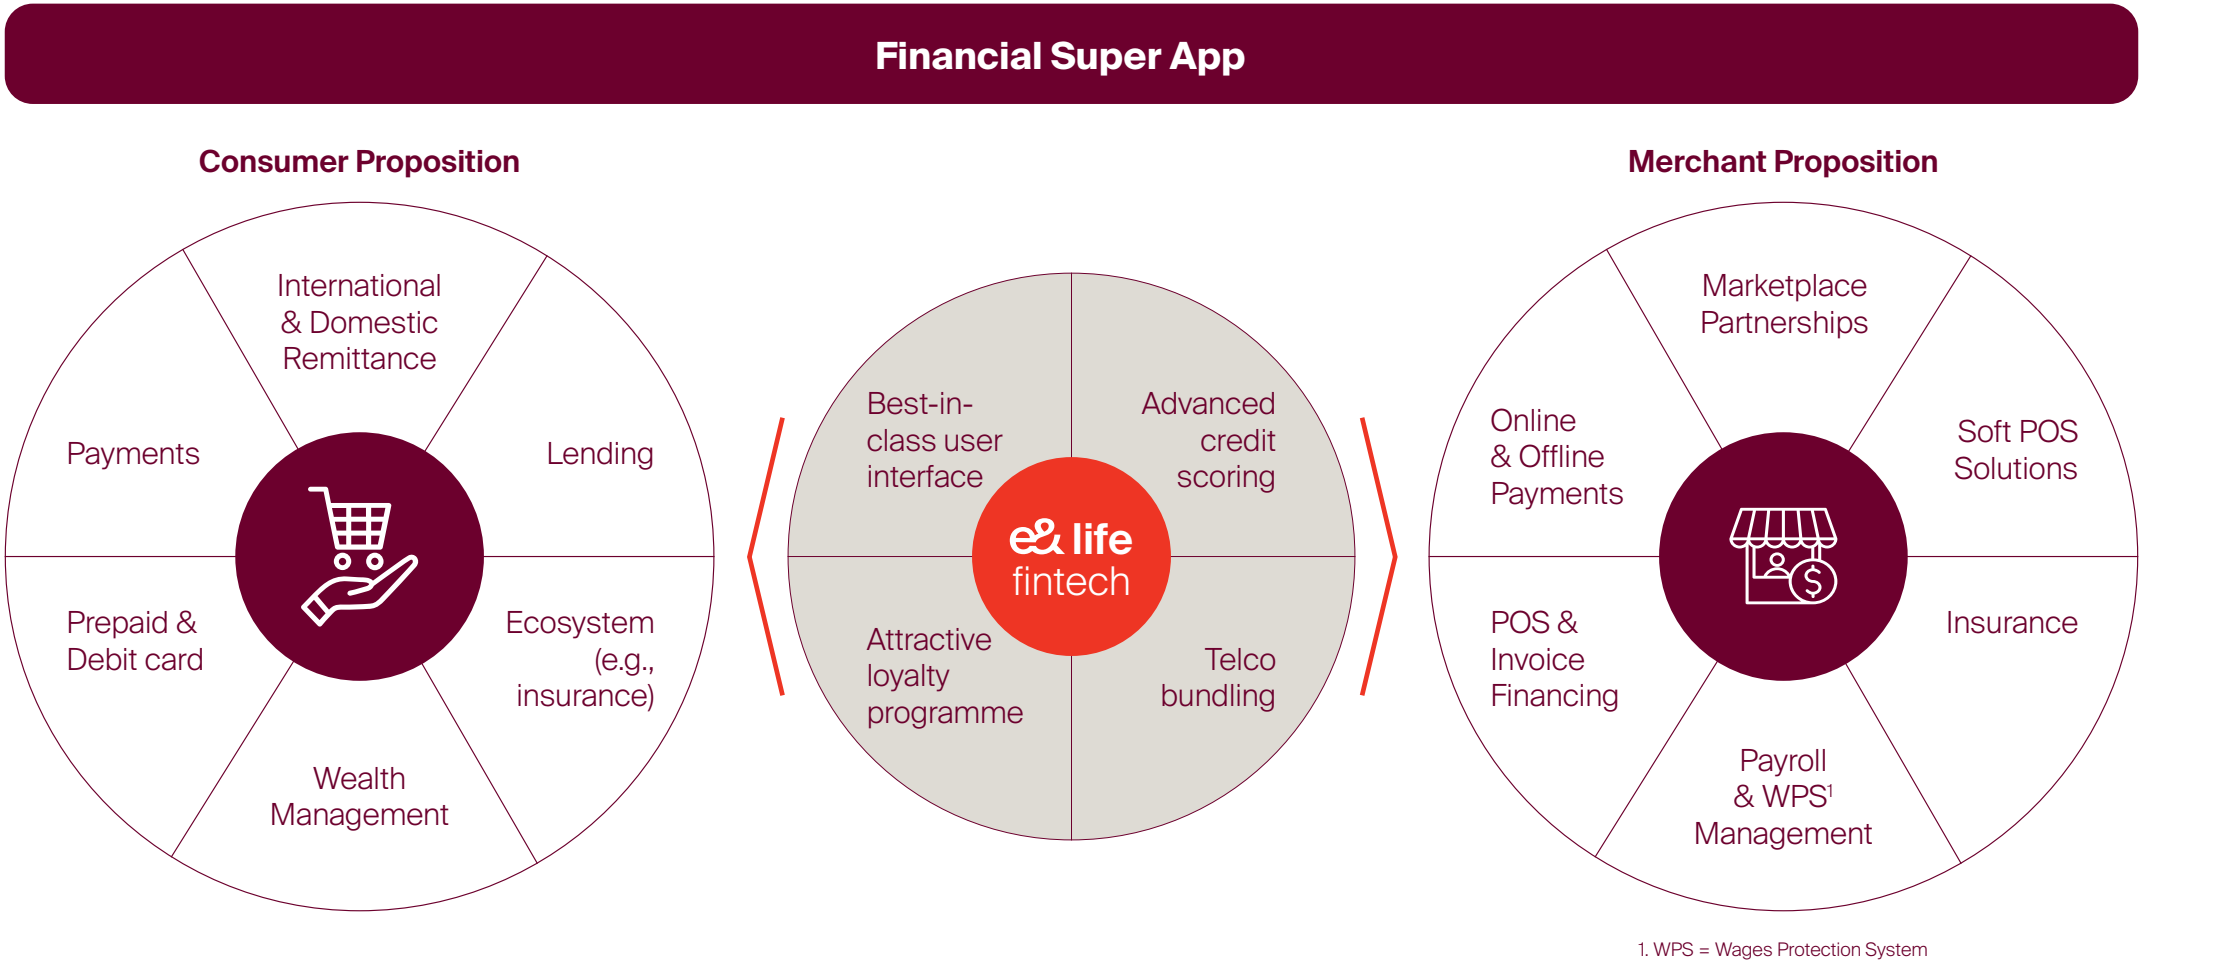 Financial Super App
Consumer Proposition
International
& Domestic
Remittance
Payments
Lending
Prepaid &
Debit card
Ecosystem
(e.g.,
insurance)
Wealth
Management
Best-in-
class user
interface
Advanced
credit
scoring
e& life
fintech
Attractive
loyalty
programme
Telco
bundling
Merchant Proposition
Marketplace
Partnerships
Online
& Offline
Payments
Soft POS
Solutions
$
POS &
Invoice
Financing
Insurance
Payroll
& WPS¹
Management
1. WPS = Wages Protection System